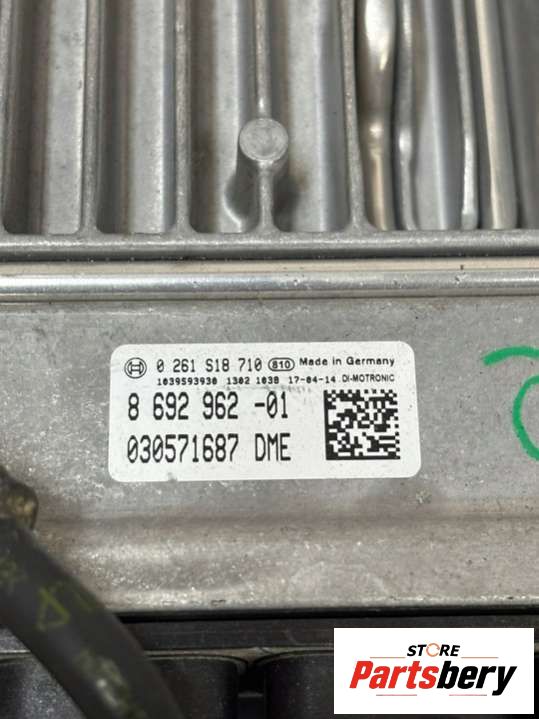 0 261 S18 710 810 Made in Germany
1039S93930 1302 1038 17-04-14 DI-MOTRONIC
8 692 962 -01
030571687 DME
STORE
Partsbery